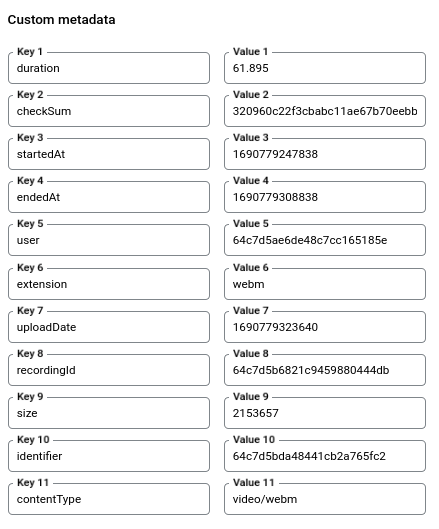 Custom metadata
Key 1 Value 1
duration 61.895
Key 2 Value 2
checkSum 320960c22f3cbabc11ae67b70eebb
Key 3 Value 3
startedAt 1690779247838
Key 4 Value 4
endedAt 1690779308838
Key 5 Value 5
user 64c7d5ae6de48c7cc165185e
Key 6 Value 6
extension webm
Key 7 Value 7
uploadDate 1690779323640
Key 8 Value 8
recordingId 64c7d5b6821c9459880444db
Key 9 Value 9
size 2153657
Key 10 Value 10
identifier 64c7d5bda48441cb2a765fc2
Key 11 Value 11
contentType video/webm